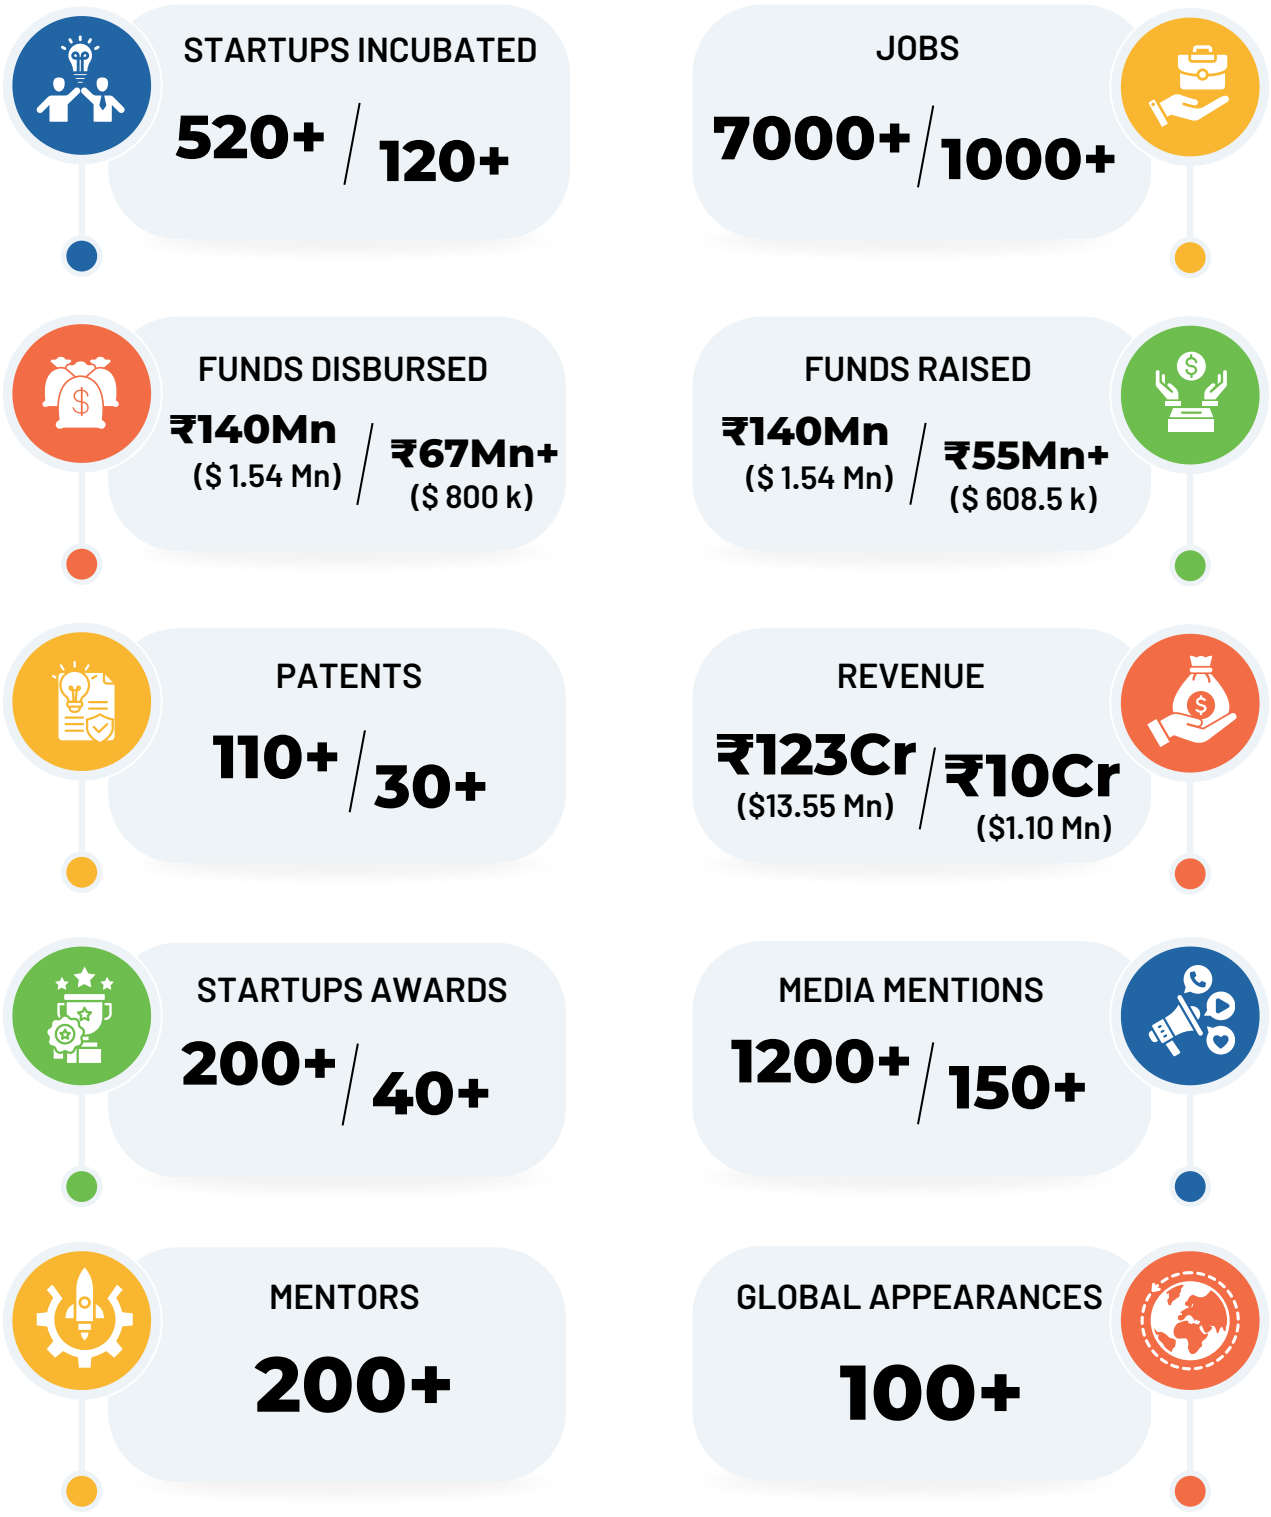 STARTUPS INCUBATED
520+ / 120+
JOBS
7000+ / 1000+
FUNDS DISBURSED
₹140Mn / ₹67Mn+
($ 1.54 Mn) ($ 800 k)
FUNDS RAISED
₹140Mn / ₹55Mn+
($ 1.54 Mn) ($ 608.5 k)
PATENTS
110+ / 30+
REVENUE
₹123Cr / ₹10Cr
($13.55 Mn) ($1.10 Mn)
STARTUPS AWARDS
200+ / 40+
MEDIA MENTIONS
1200+ / 150+
MENTORS
200+
GLOBAL APPEARANCES
100+